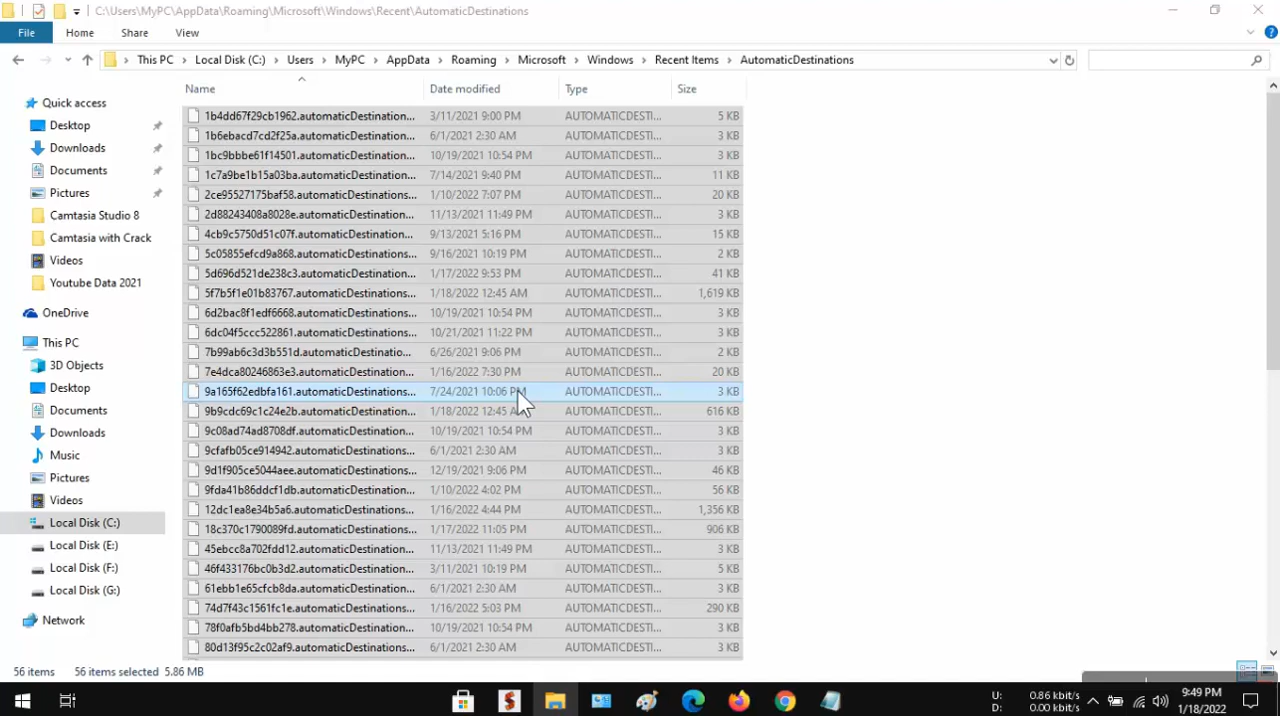 C:\Users\MyPC\AppData\Roaming\Microsoft\Windows\Recent\AutomaticDestinations
File Home Share View
This PC Local Disk (C:) Users MyPC AppData Roaming Microsoft Windows Recent Items AutomaticDestinations
Name Date modified Type Size
Quick access
Desktop
Downloads
Documents
Pictures
Camtasia Studio 8
Camtasia with Crack
Videos
Youtube Data 2021
OneDrive
This PC
3D Objects
Desktop
Documents
Downloads
Music
Pictures
Videos
Local Disk (C:)
Local Disk (E:)
Local Disk (F:)
Local Disk (G:)
Network
1b4dd67f29cb1962.automaticDestination... 3/11/2021 9:00 PM AUTOMATICDESTI... 5 KB
1b6ebacd7cd2f25a.automaticDestination... 6/1/2021 2:30 AM AUTOMATICDESTI... 3 KB
1bc9bbbe61f14501.automaticDestination... 10/19/2021 10:54 PM AUTOMATICDESTI... 3 KB
1c7a9be1b15a03ba.automaticDestination... 7/14/2021 9:40 PM AUTOMATICDESTI... 11 KB
2ce95527175baf58.automaticDestination... 1/10/2022 7:07 PM AUTOMATICDESTI... 20 KB
2d88243408a8028e.automaticDestination... 11/13/2021 11:49 PM AUTOMATICDESTI... 3 KB
4cb9c5750d51c07f.automaticDestination... 9/13/2021 5:16 PM AUTOMATICDESTI... 15 KB
5c05855efcd9a868.automaticDestination... 9/16/2021 10:19 PM AUTOMATICDESTI... 2 KB
5d696d521de238c3.automaticDestination... 1/17/2022 9:53 PM AUTOMATICDESTI... 41 KB
5f7b5f1e01b83767.automaticDestinations... 1/18/2022 12:45 AM AUTOMATICDESTI... 1,619 KB
6d2bac8f1edf6668.automaticDestination... 10/19/2021 10:54 PM AUTOMATICDESTI... 3 KB
6dc04f5ccc522861.automaticDestination... 10/21/2021 11:22 PM AUTOMATICDESTI... 3 KB
7b99ab6c3d3b551d.automaticDestinatio... 6/26/2021 9:06 PM AUTOMATICDESTI... 2 KB
7e4dca80246863e3.automaticDestination... 1/16/2022 7:30 PM AUTOMATICDESTI... 20 KB
9a165f62edbfa161.automaticDestinations... 7/24/2021 10:06 PM AUTOMATICDESTI... 3 KB
9b9cdc69c1c24e2b.automaticDestination... 1/18/2022 12:45 AUTOMATICDESTI... 616 KB
9c08ad74ad8708df.automaticDestination... 10/19/2021 10:54 PM AUTOMATICDESTI... 3 KB
9cfafb05ce914942.automaticDestinations... 6/1/2021 2:30 AM AUTOMATICDESTI... 3 KB
9d1f905ce5044aee.automaticDestination... 12/19/2021 9:06 PM AUTOMATICDESTI... 46 KB
9fda41b86ddcf1db.automaticDestination... 1/10/2022 4:02 PM AUTOMATICDESTI... 56 KB
12dc1ea8e34b5a6.automaticDestinations... 1/16/2022 4:44 PM AUTOMATICDESTI... 1,356 KB
18c370c1790089fd.automaticDestination... 1/17/2022 11:05 PM AUTOMATICDESTI... 906 KB
45ebcc8a702fdd12.automaticDestination... 11/13/2021 11:49 PM AUTOMATICDESTI... 3 KB
46f433176bc0b3d2.automaticDestination... 3/11/2021 10:19 PM AUTOMATICDESTI... 5 KB
61ebb1e65cfcb8da.automaticDestination... 6/1/2021 2:30 AM AUTOMATICDESTI... 3 KB
74d7f43c1561fc1e.automaticDestinations... 1/16/2022 5:03 PM AUTOMATICDESTI... 290 KB
78f0afb5bd4bb278.automaticDestination... 10/19/2021 10:54 PM AUTOMATICDESTI... 3 KB
80d13f95c2c02af9.automaticDestination... 6/1/2021 2:30 AM AUTOMATICDESTI... 3 KB
56 items 56 items selected 5.86 MB
U: 0.86 kbit/s
D: 0.00 kbit/s
9:49 PM
1/18/2022